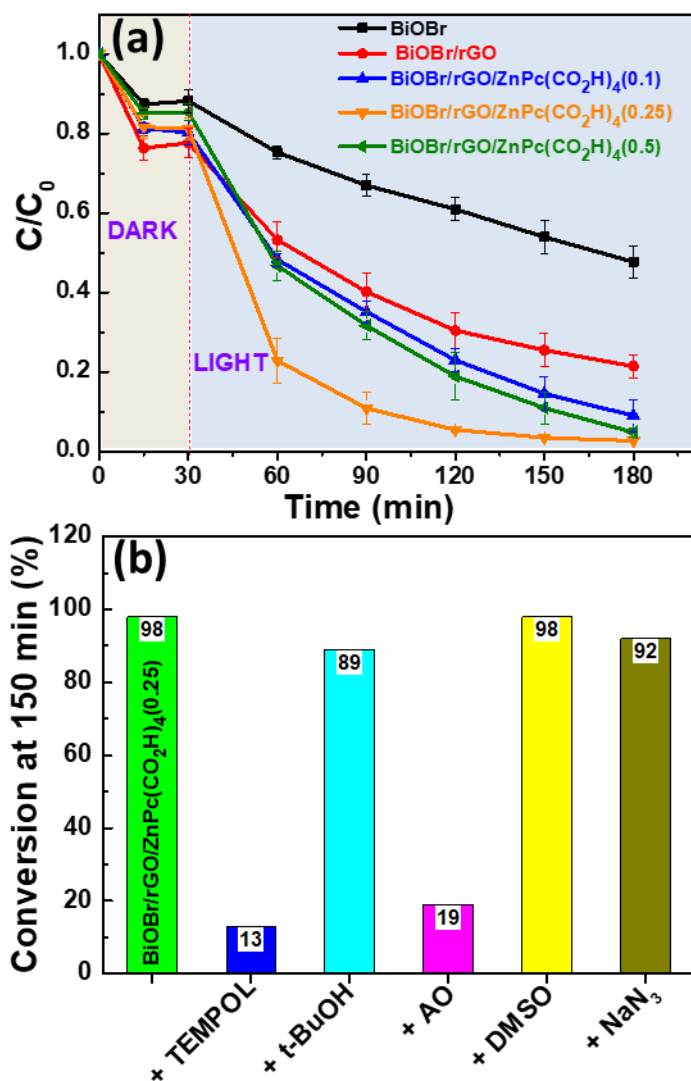 (a)
BiOBr
BiOBr/rGO
BiOBr/rGO/ZnPc(CO₂H)₄(0.1)
BiOBr/rGO/ZnPc(CO₂H)₄(0.25)
BiOBr/rGO/ZnPc(CO₂H)₄(0.5)
C/C₀
1.0
0.8
0.6
0.4
0.2
0.0
DARK
LIGHT
0 30 60 90 120 150 180
Time (min)
(b)
Conversion at 150 min (%)
120
100
80
60
40
20
0
98
13
89
19
98
92
BiOBr/rGO/ZnPc(CO₂H)₄(0.25)
+ TEMPOL
+ t-BuOH
+ AO
+ DMSO
+ NaN₃